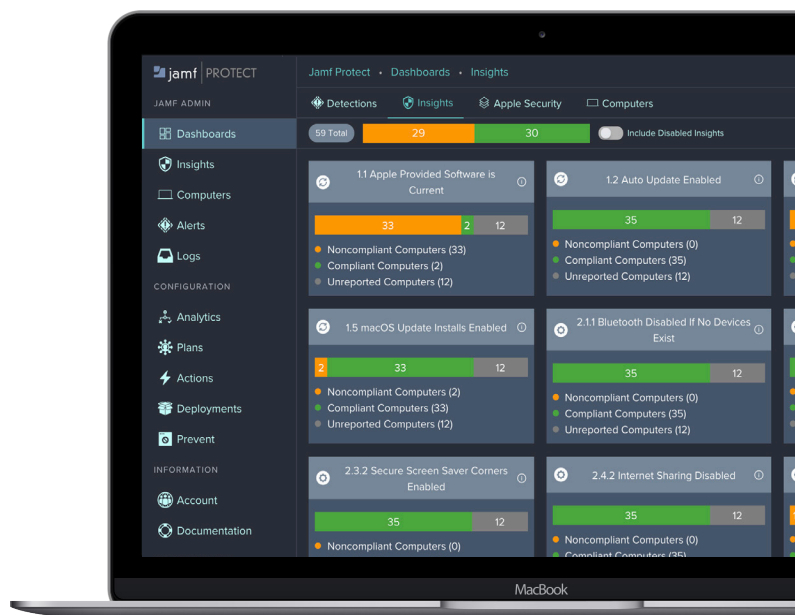 jamf PROTECT
JAMF ADMIN
Dashboards
Insights
Computers
Alerts
Logs
CONFIGURATION
Analytics
Plans
Actions
Deployments
Prevent
INFORMATION
Account
Documentation
Jamf Protect • Dashboards • Insights
Detections Insights Apple Security Computers
59 Total 29 30 Include Disabled Insights
1.1 Apple Provided Software is
Current
33 2 12
Noncompliant Computers (33)
Compliant Computers (2)
Unreported Computers (12)
1.2 Auto Update Enabled
35 12
Noncompliant Computers (0)
Compliant Computers (35)
Unreported Computers (12)
1.5 macOS Update Installs Enabled
2 33 12
Noncompliant Computers (2)
Compliant Computers (33)
Unreported Computers (12)
2.1.1 Bluetooth Disabled If No Devices
Exist
35 12
Noncompliant Computers (0)
Compliant Computers (35)
Unreported Computers (12)
2.3.2 Secure Screen Saver Corners
Enabled
35 12
Noncompliant Computers (0)
2.4.2 Internet Sharing Disabled
35 12
Noncompliant Computers (0)
Compliant Computers (35)
MacBook